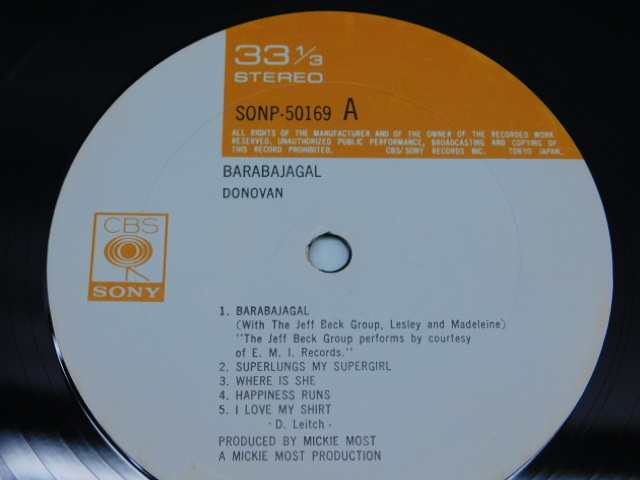 33 1/3
STEREO
SONP-50169 A
ALL RIGHTS OF THE MANUFACTURER AND OF THE OWNER OF THE RECORDED WORK
RESERVED. UNAUTHORIZED PUBLIC PERFORMANCE, BROADCASTING AND COPYING OF
THIS RECORD PROHIBITED. CBS/SONY RECORDS INC. TOKYO JAPAN.
BARABAJAGAL
DONOVAN
CBS
SONY
1. BARABAJAGAL
(With The Jeff Beck Group, Lesley and Madeleine)
"The Jeff Beck Group performs by courtesy
of E. M. I. Records."
2. SUPERLUNGS MY SUPERGIRL
3. WHERE IS SHE
4. HAPPINESS RUNS
5. I LOVE MY SHIRT
· D. Leitch ·
PRODUCED BY MICKIE MOST
A MICKIE MOST PRODUCTION